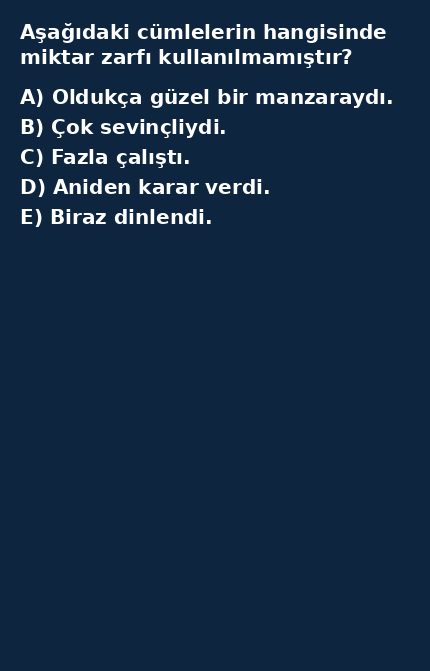 Aşağıdaki cümlelerin hangisinde
miktar zarfı kullanılmamıştır?
A) Oldukça güzel bir manzaraydı.
B) Çok sevinçliydi.
C) Fazla çalıştı.
D) Aniden karar verdi.
E) Biraz dinlendi.